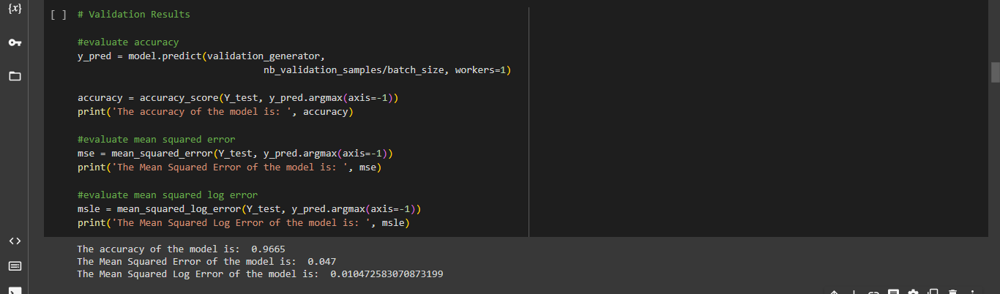 {x}
[ ] # Validation Results
#evaluate accuracy
y_pred = model.predict(validation_generator,
nb_validation_samples/batch_size, workers=1)
accuracy = accuracy_score(Y_test, y_pred.argmax(axis=-1))
print('The accuracy of the model is: ', accuracy)
#evaluate mean squared error
mse = mean_squared_error(Y_test, y_pred.argmax(axis=-1))
print('The Mean Squared Error of the model is: ', mse)
#evaluate mean squared log error
msle = mean_squared_log_error(Y_test, y_pred.argmax(axis=-1))
print('The Mean Squared Log Error of the model is: ', msle)
The accuracy of the model is:  0.9665
The Mean Squared Error of the model is:  0.047
The Mean Squared Log Error of the model is:  0.010472583070873199